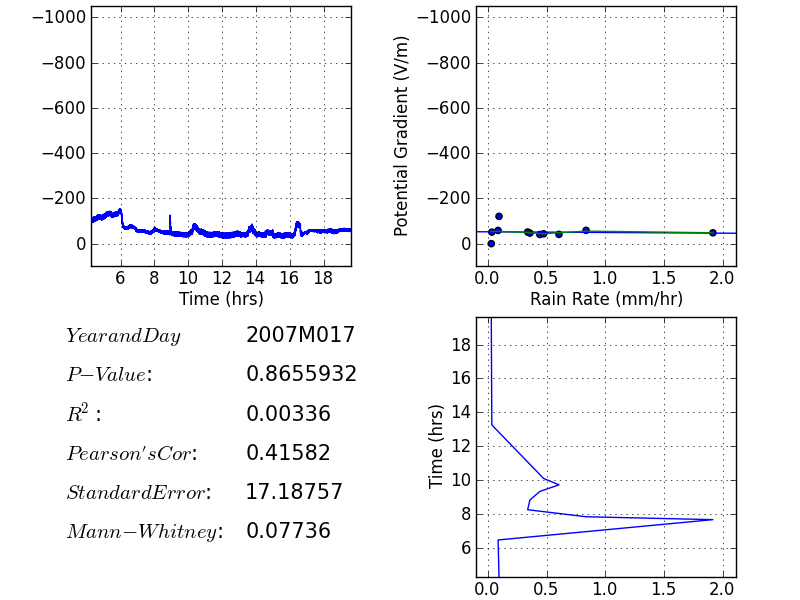 −1000
−800
−600
−400
−200
0
6 8 10 12 14 16 18
Time (hrs)
Potential Gradient (V/m)
−1000
−800
−600
−400
−200
0
0.0 0.5 1.0 1.5 2.0
Rain Rate (mm/hr)
YearandDay 2007M017
P−Value: 0.8655932
R²: 0.00336
Pearson'sCor: 0.41582
StandardError: 17.18757
Mann−Whitney: 0.07736
Time (hrs)
18
16
14
12
10
8
6
0.0 0.5 1.0 1.5 2.0